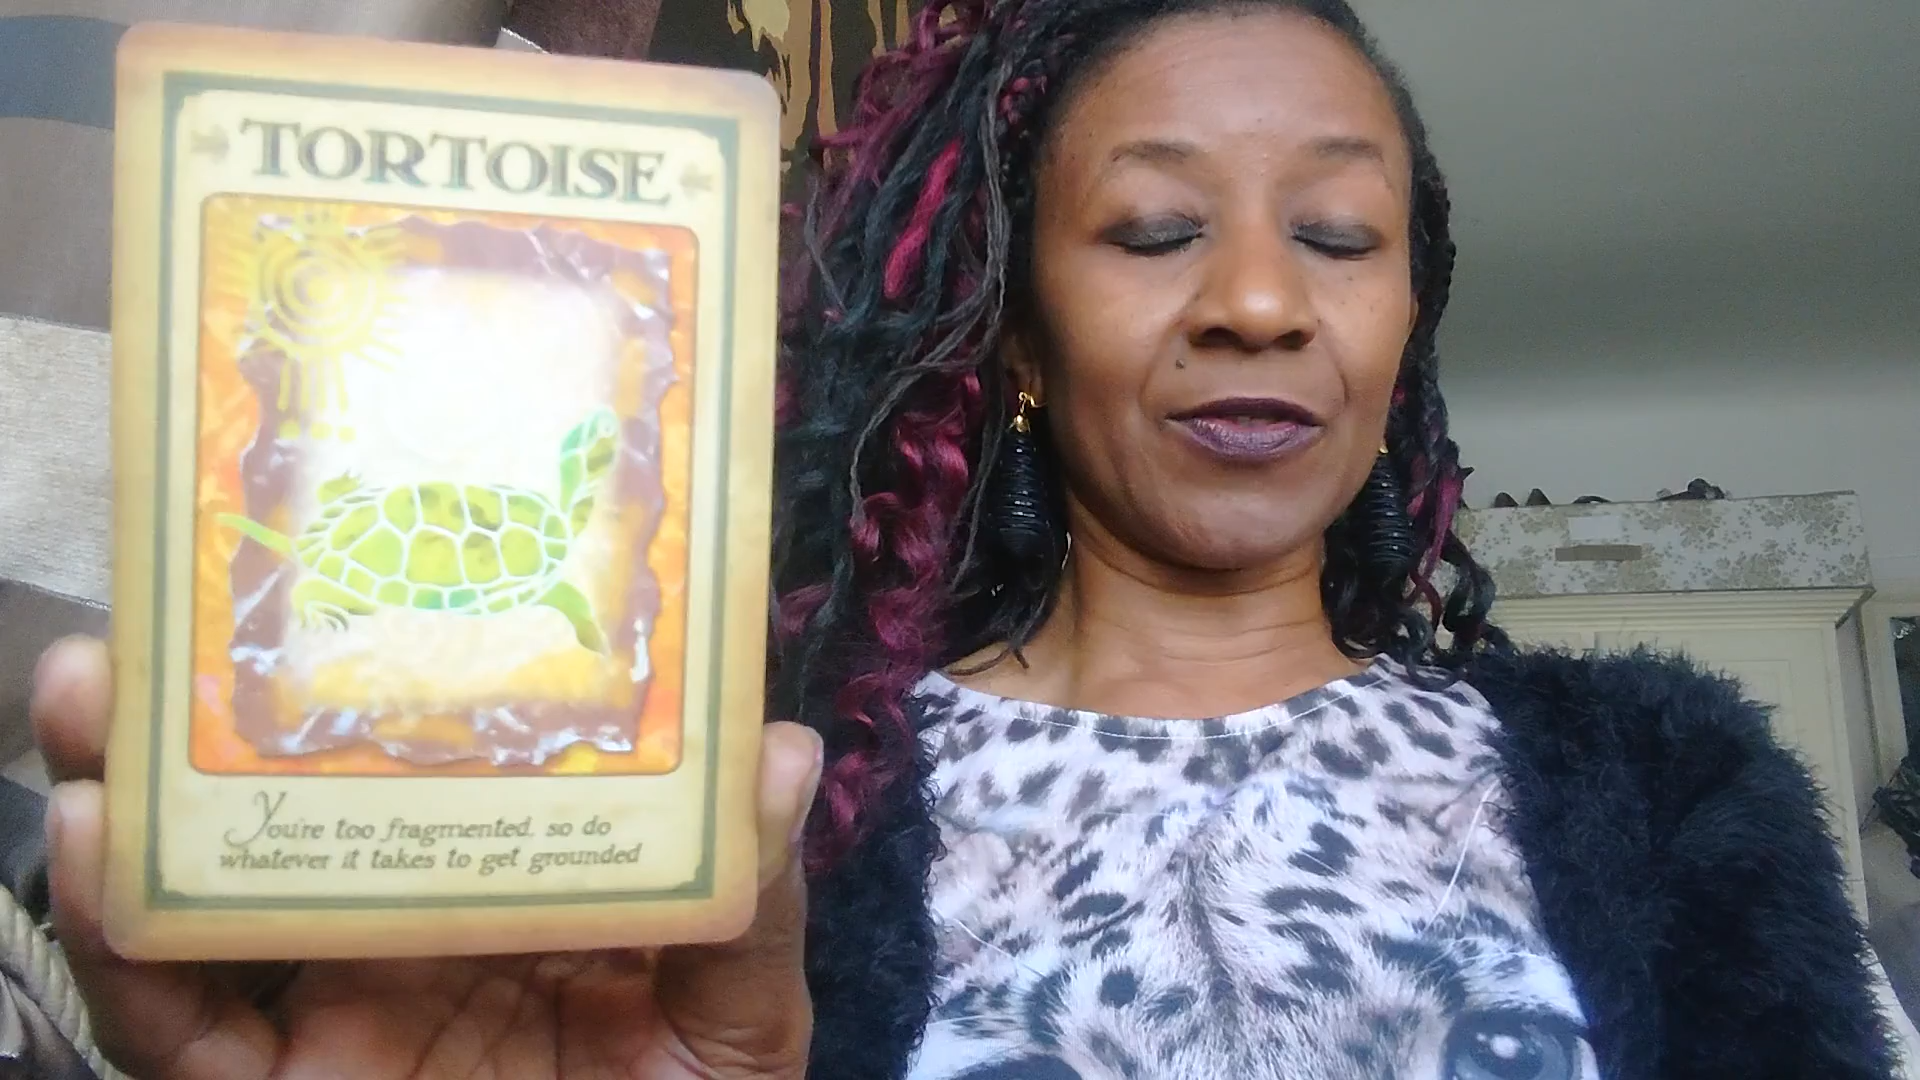 TORTOISE
You're too fragmented, so do
whatever it takes to get grounded